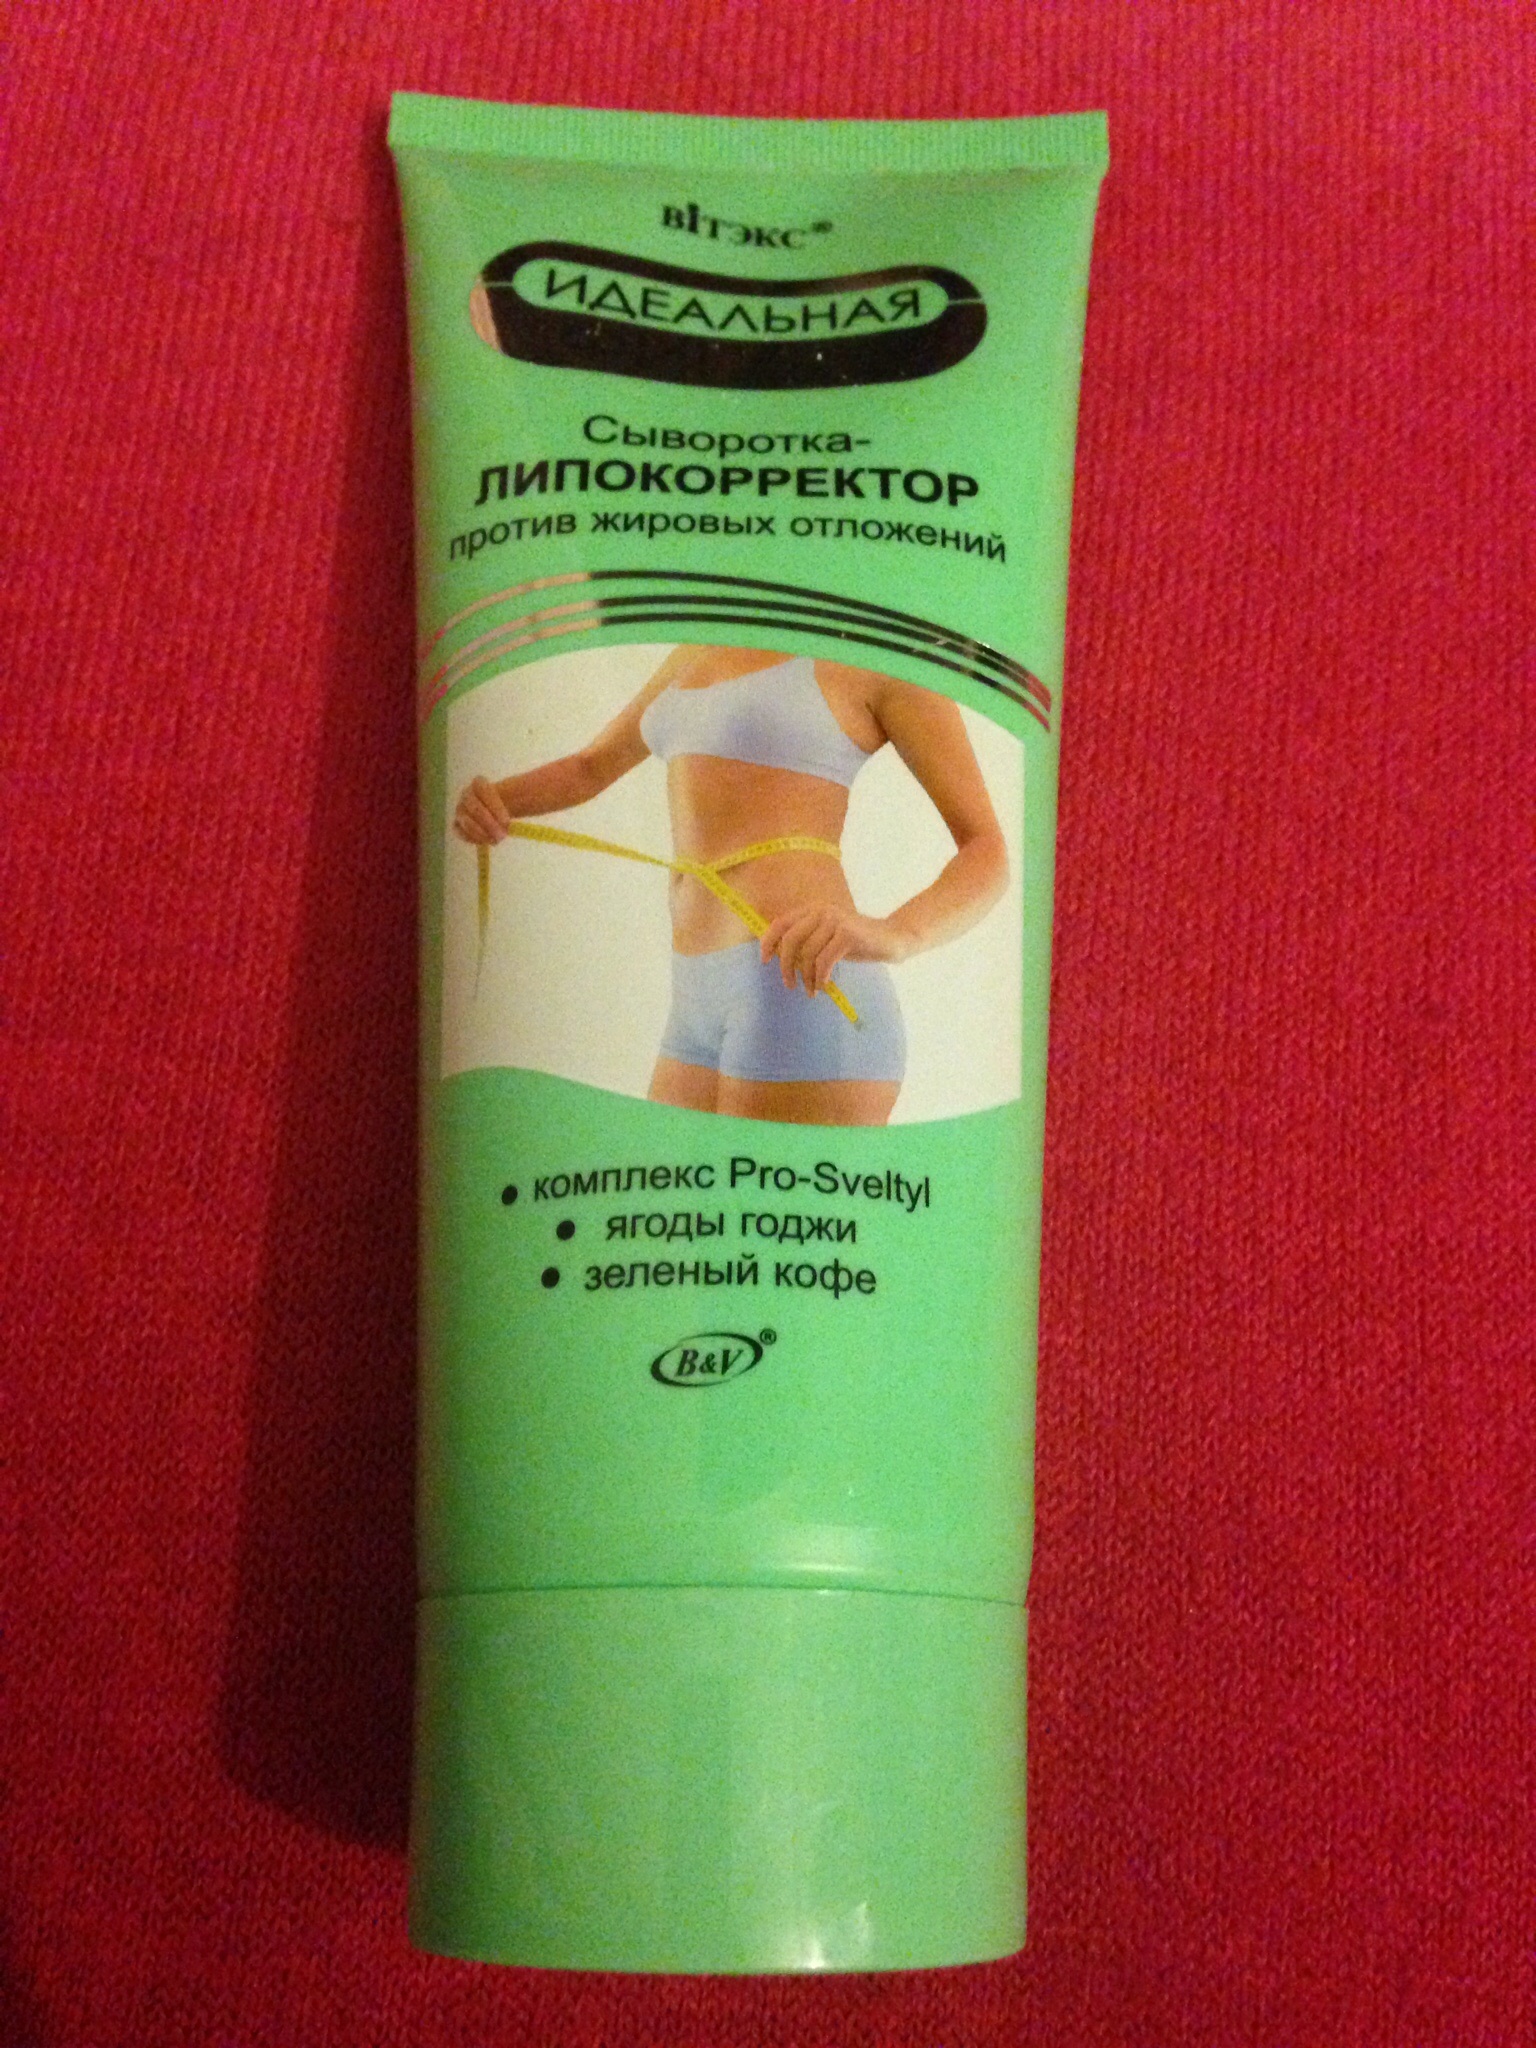 вiтэкс®
ИДЕАЛЬНАЯ
Сыворотка-
ЛИПОКОРРЕКТОР
против жировых отложений
• комплекс Pro-Sveltyl
• ягоды годжи
• зеленый кофе
B&V®